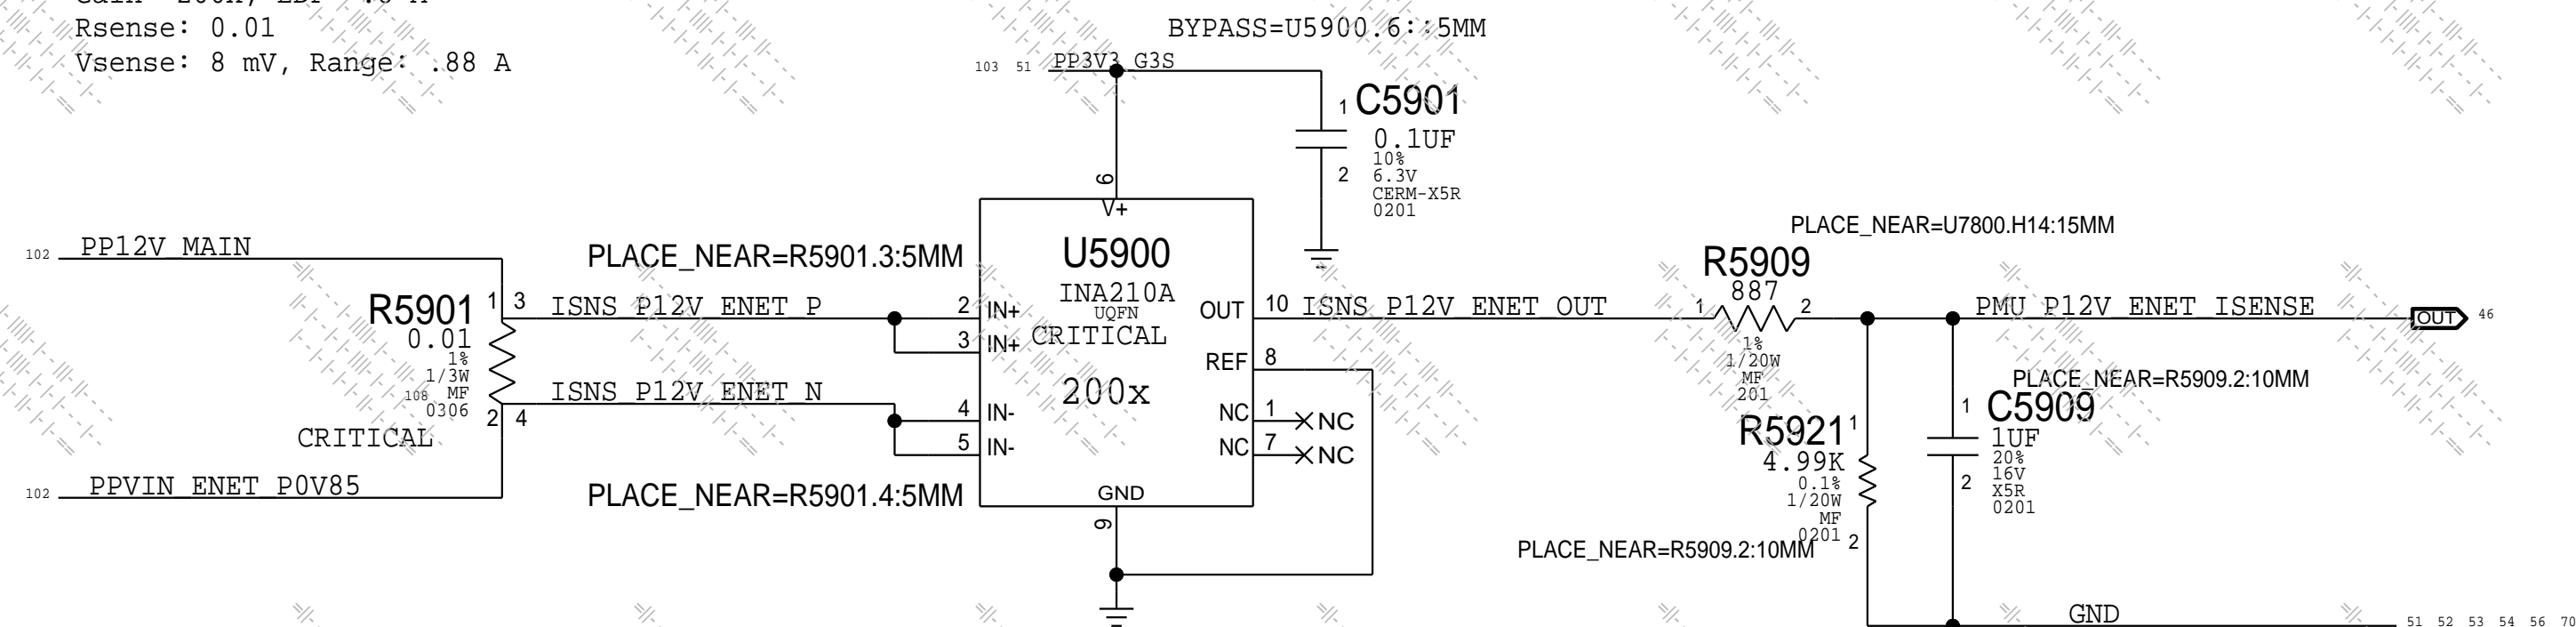 Rsense: 0.01
Vsense: 8 mV, Range: .88 A
BYPASS=U5900.6::5MM
103 51 PP3V3_G3S
1 C5901
0.1UF
10%
2 6.3V
CERM-X5R
0201
6
V+
102 PP12V_MAIN
PLACE_NEAR=R5901.3:5MM
U5900
INA210A
UQFN
CRITICAL
200x
R5901 1 3
0.01
1%
1/3W
108 MF
0306
2 4
CRITICAL
ISNS_P12V_ENET_P
2 IN+
3 IN+
ISNS_P12V_ENET_N
4 IN-
5 IN-
102 PPVIN_ENET_P0V85
PLACE_NEAR=R5901.4:5MM
GND
9
OUT 10 ISNS_P12V_ENET_OUT
REF 8
NC 1 NC
NC 7 NC
PLACE_NEAR=U7800.H14:15MM
R5909
1 887 2
1%
1/20W
MF
201
PMU_P12V_ENET_ISENSE OUT 46
PLACE_NEAR=R5909.2:10MM
1 C5909
1UF
20%
16V
2 X5R
0201
R5921 1
4.99K
0.1%
1/20W
MF
0201 2
PLACE_NEAR=R5909.2:10MM
GND
51 52 53 54 56 70